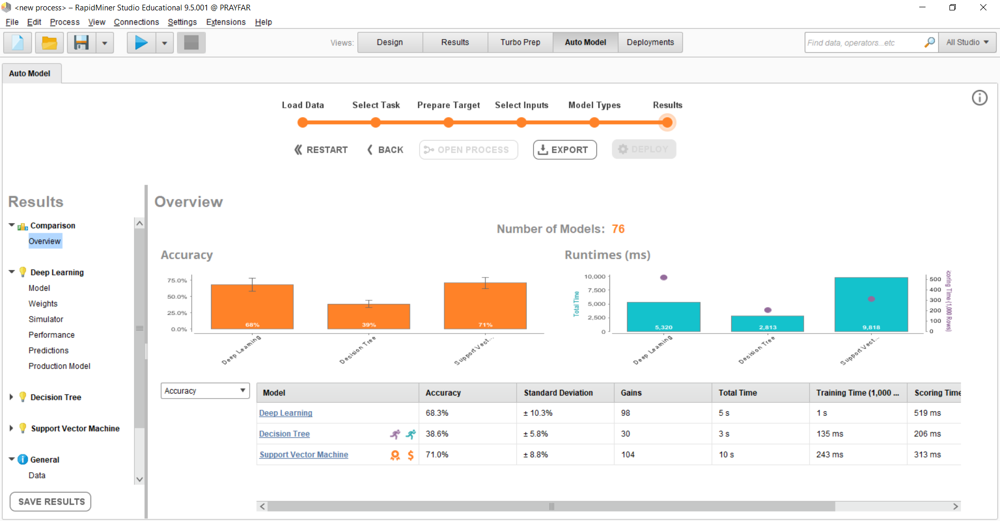 <new process> – RapidMiner Studio Educational 9.5.001 @ PRAYFAR
File Edit Process View Connections Settings Extensions Help
Views: Design Results Turbo Prep Auto Model Deployments
Find data, operators...etc
All Studio
Auto Model
Load Data Select Task Prepare Target Select Inputs Model Types Results
RESTART BACK OPEN PROCESS EXPORT DEPLOY
Results
Comparison
Overview
Deep Learning
Model
Weights
Simulator
Performance
Predictions
Production Model
Decision Tree
Support Vector Machine
General
Data
SAVE RESULTS
Overview
Number of Models: 76
Accuracy
75.0%
50.0%
25.0%
0.0%
68%
39%
71%
Deep Learning
Decision Tree
Support Vect...
Runtimes (ms)
Total Time
10,000
7,500
5,000
2,500
0
5,320
2,813
9,818
500
400
300
200
100
0
coring Time (1,000 Rows)
Deep Learning
Decision Tree
Support Vect...
Accuracy
Model Accuracy Standard Deviation Gains Total Time Training Time (1,000 ... Scoring Time
Deep Learning 68.3% ± 10.3% 98 5 s 1 s 519 ms
Decision Tree 38.6% ± 5.8% 30 3 s 135 ms 206 ms
Support Vector Machine $ 71.0% ± 8.8% 104 10 s 243 ms 313 ms